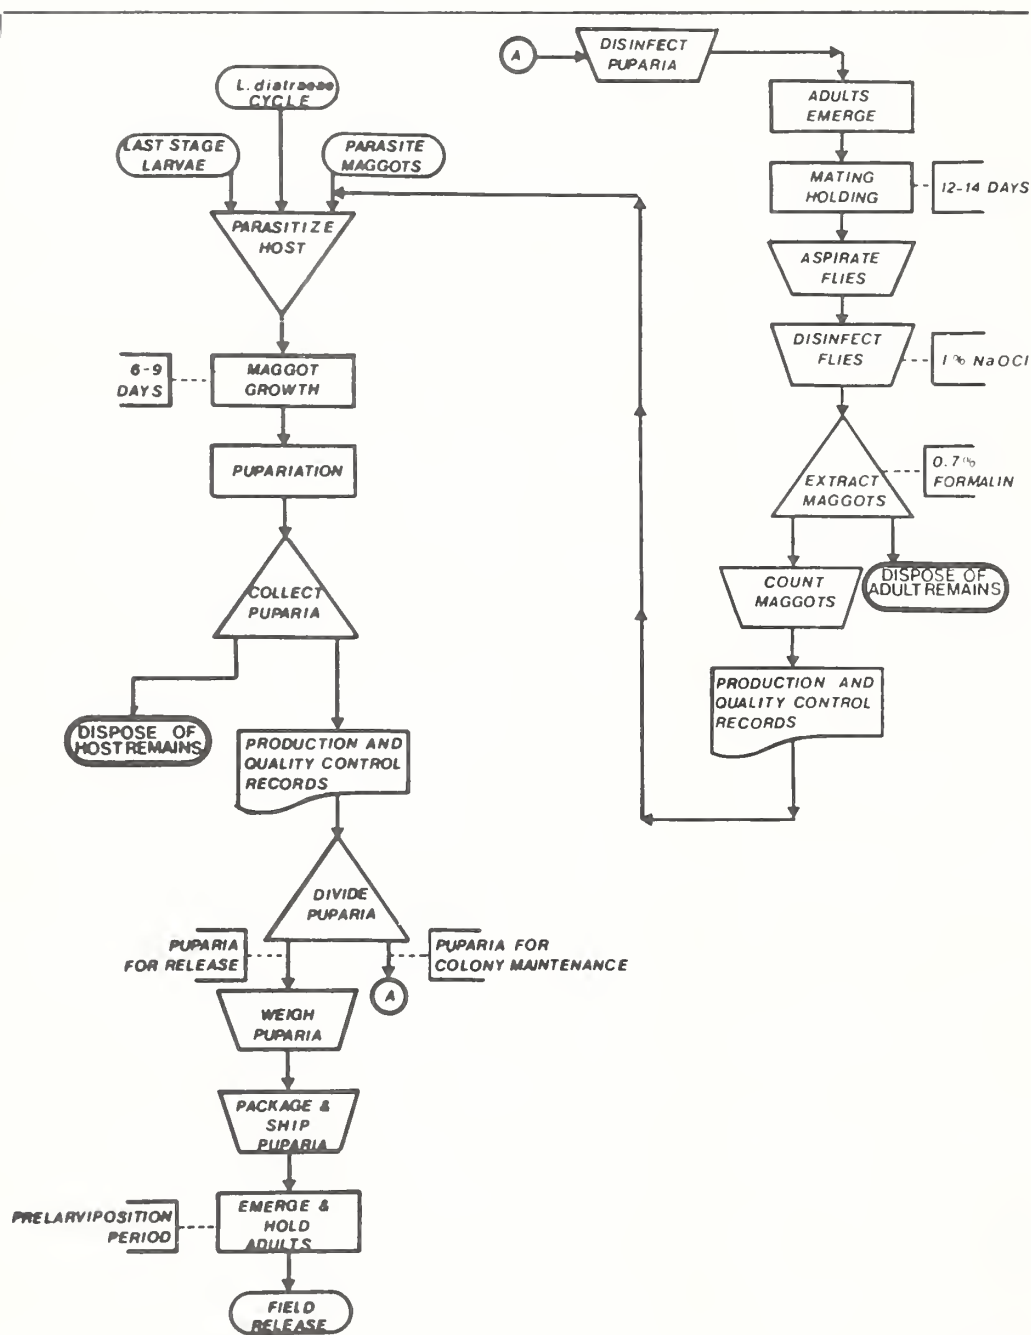 L. diatraeae
CYCLE
LAST STAGE
LARVAE
PARASITE
MAGGOTS
PARASITIZE
HOST
6-9
DAYS
MAGGOT
GROWTH
PUPARIATION
COLLECT
PUPARIA
DISPOSE OF
HOST REMAINS
PRODUCTION AND
QUALITY CONTROL
RECORDS
DIVIDE
PUPARIA
PUPARIA
FOR RELEASE
PUPARIA FOR
COLONY MAINTENANCE
A
WEIGH
PUPARIA
PACKAGE &
SHIP
PUPARIA
PRELARVIPOSITION
PERIOD
EMERGE &
HOLD
ADULTS
FIELD
RELEASE
A
DISINFECT
PUPARIA
ADULTS
EMERGE
MATING
HOLDING
12-14 DAYS
ASPIRATE
FLIES
DISINFECT
FLIES
1% NaOCl
EXTRACT
MAGGOTS
0.7%
FORMALIN
COUNT
MAGGOTS
DISPOSE OF
ADULT REMAINS
PRODUCTION AND
QUALITY CONTROL
RECORDS